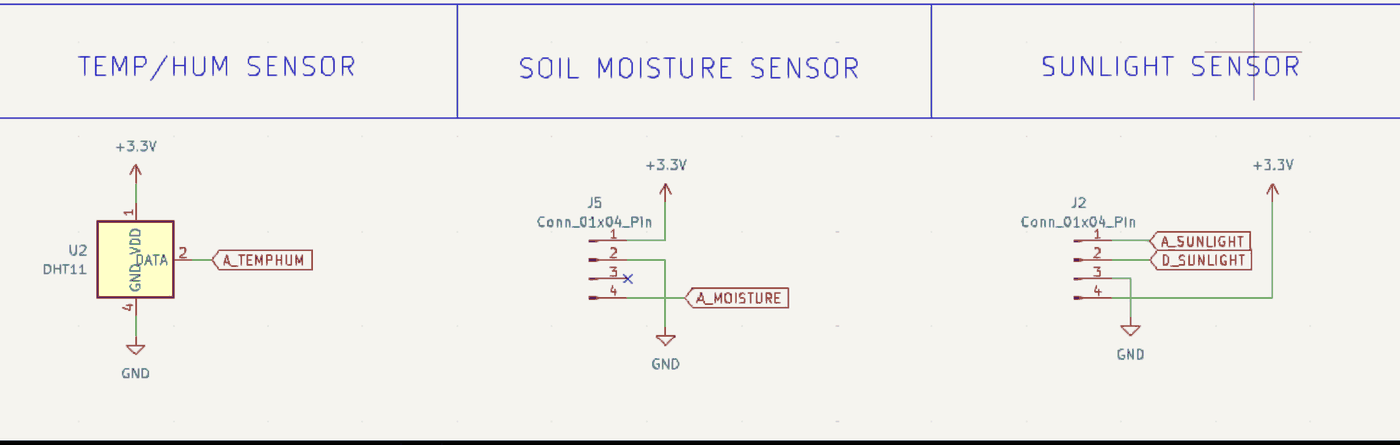 TEMP/HUM SENSOR
SOIL MOISTURE SENSOR
SUNLIGHT SENSOR
+3.3V
1
U2
DHT11
VDD
GND
DATA
2
A_TEMPHUM
4
GND
+3.3V
J5
Conn_01x04_Pin
1
2
3
4
A_MOISTURE
GND
+3.3V
J2
Conn_01x04_Pin
1
A_SUNLIGHT
2
D_SUNLIGHT
3
4
GND